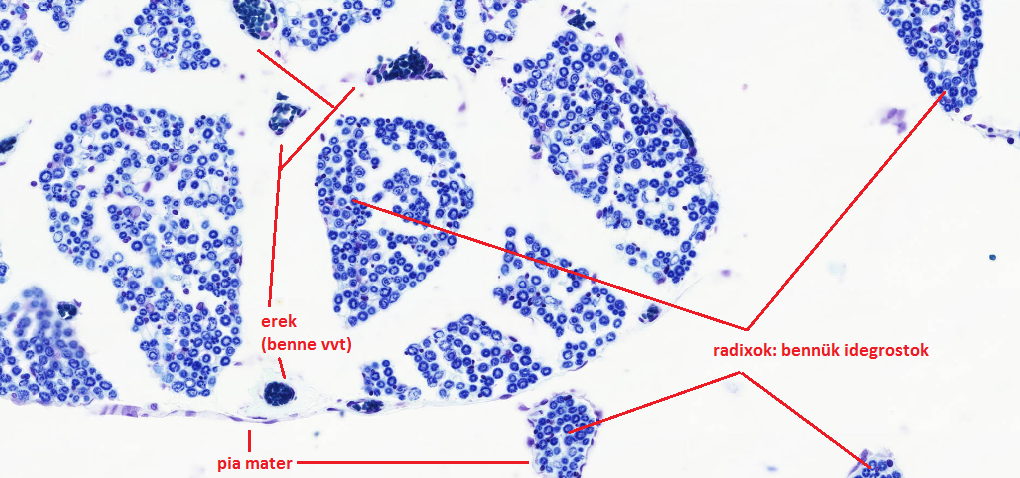 erek
(benne vvt)
radixok: bennük idegrostok
pia mater